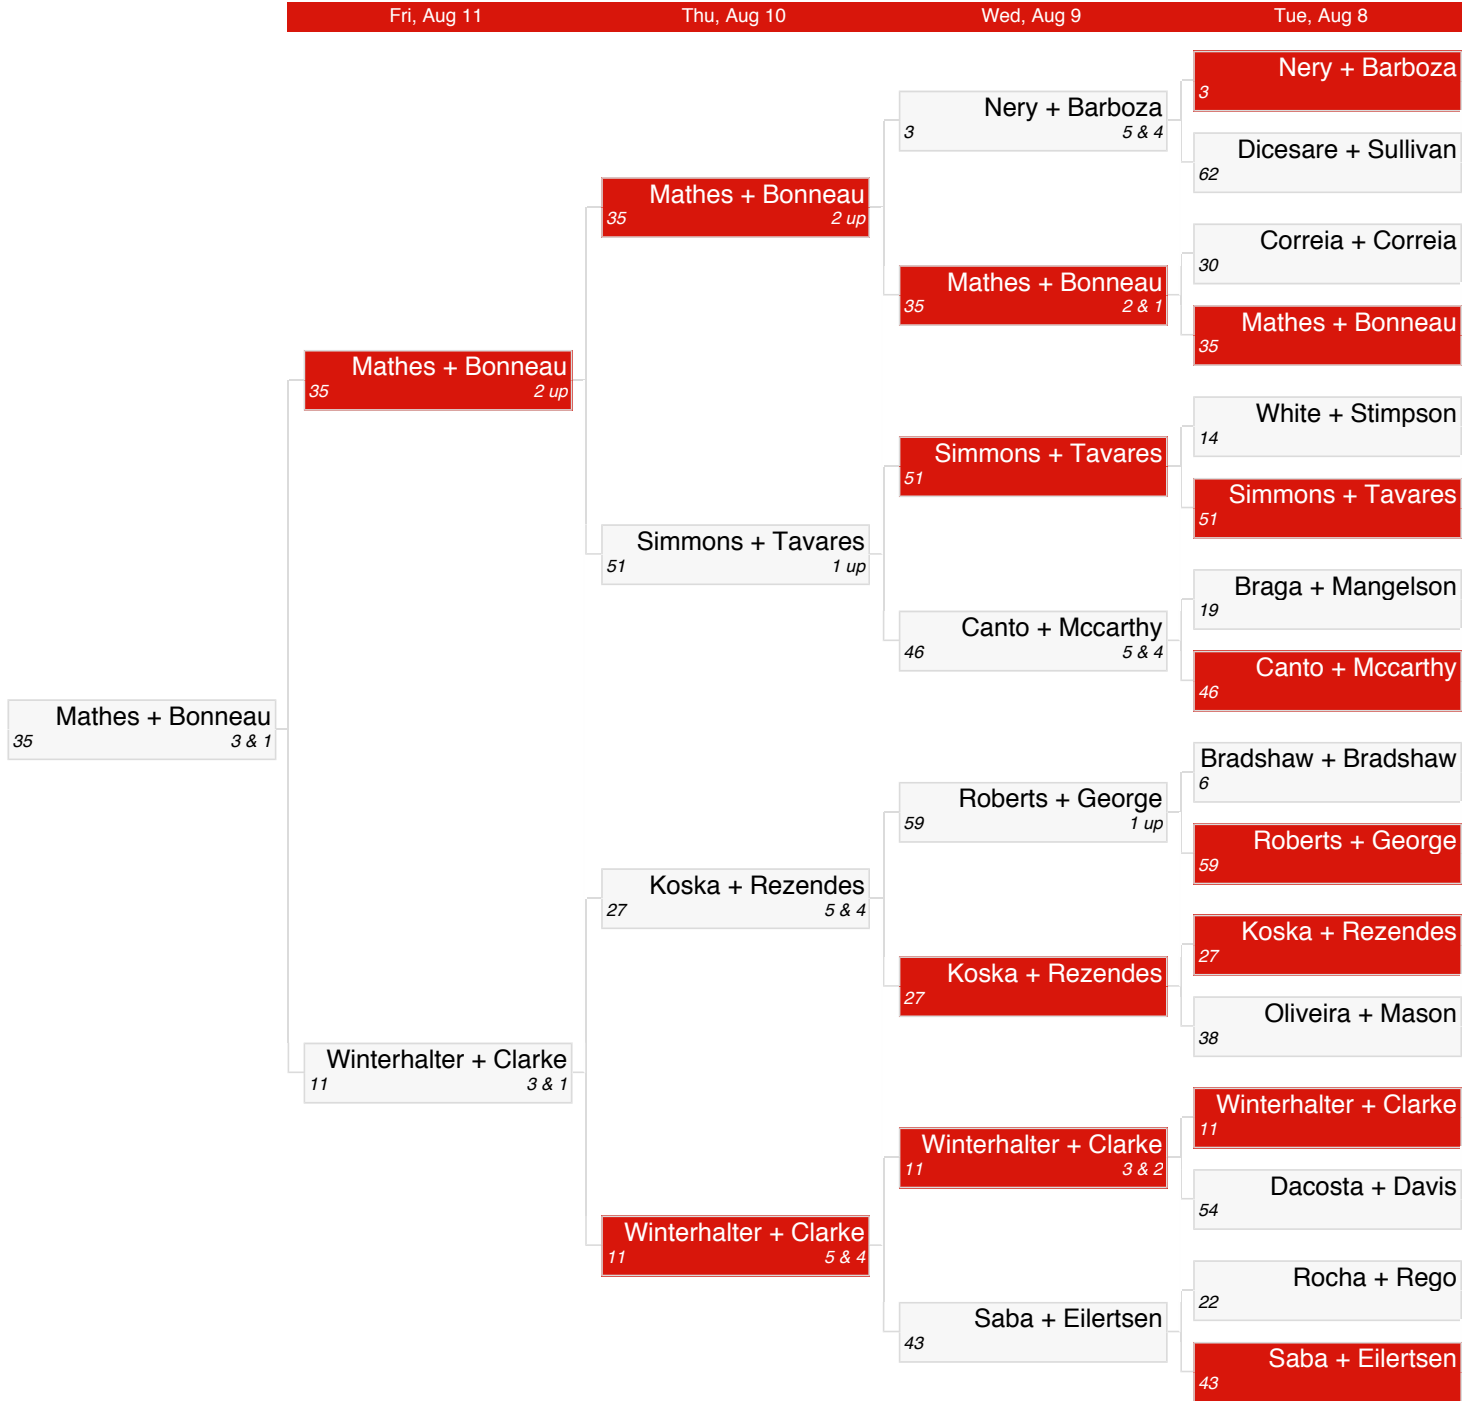 Fri, Aug 11
Thu, Aug 10
Wed, Aug 9
Tue, Aug 8
Nery + Barboza
3
Dicesare + Sullivan
62
Correia + Correia
30
Mathes + Bonneau
35
White + Stimpson
14
Simmons + Tavares
51
Braga + Mangelson
19
Canto + Mccarthy
46
Bradshaw + Bradshaw
6
Roberts + George
59
Koska + Rezendes
27
Oliveira + Mason
38
Winterhalter + Clarke
11
Dacosta + Davis
54
Rocha + Rego
22
Saba + Eilertsen
43
Nery + Barboza
3 5 & 4
Mathes + Bonneau
35 2 & 1
Simmons + Tavares
51
Canto + Mccarthy
46 5 & 4
Roberts + George
59 1 up
Koska + Rezendes
27
Winterhalter + Clarke
11 3 & 2
Saba + Eilertsen
43
Mathes + Bonneau
35 2 up
Simmons + Tavares
51 1 up
Koska + Rezendes
27 5 & 4
Winterhalter + Clarke
11 5 & 4
Mathes + Bonneau
35 2 up
Winterhalter + Clarke
11 3 & 1
Mathes + Bonneau
35 3 & 1